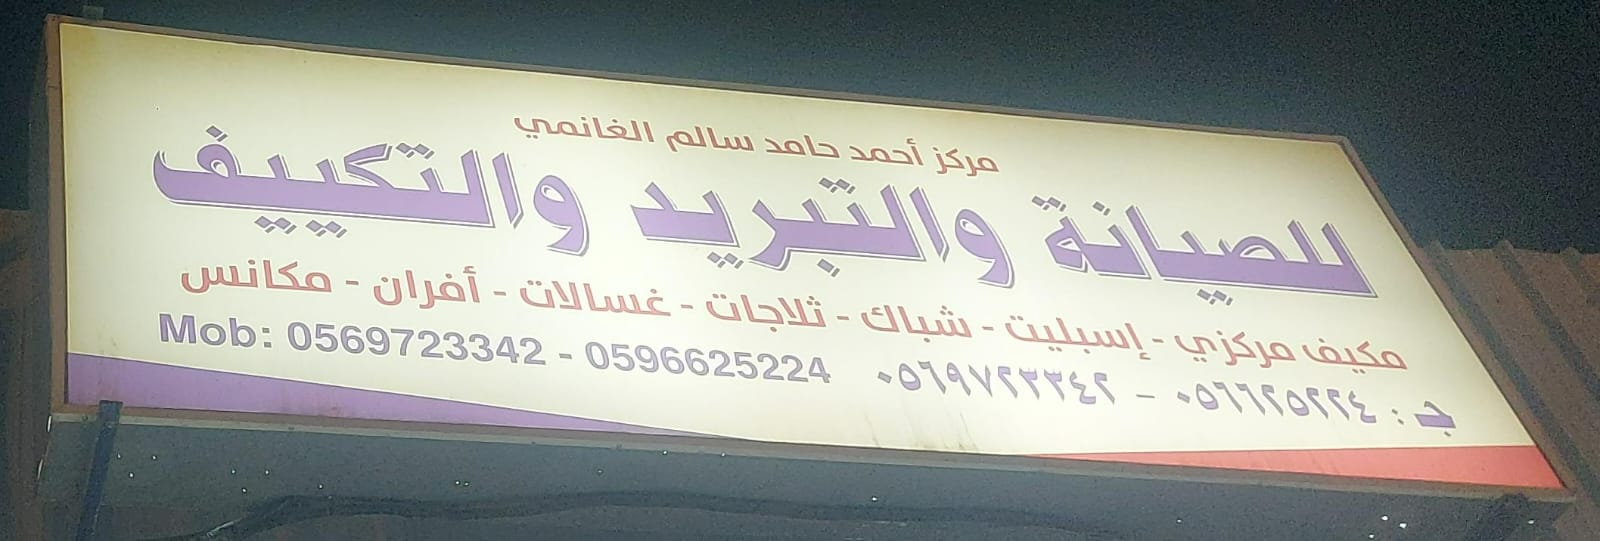 مركز أحمد حامد سالم الغانمي
للصيانة والتبريد والتكييف
مكيف مركزي - إسبليت - شباك - ثلاجات - غسالات - أفران - مكانس
Mob: 0569723342 - 0596625224
ج : ٠٥٦٦٢٥٢٢٤ – ٠٥٦٩٧٢٣٣٤٢